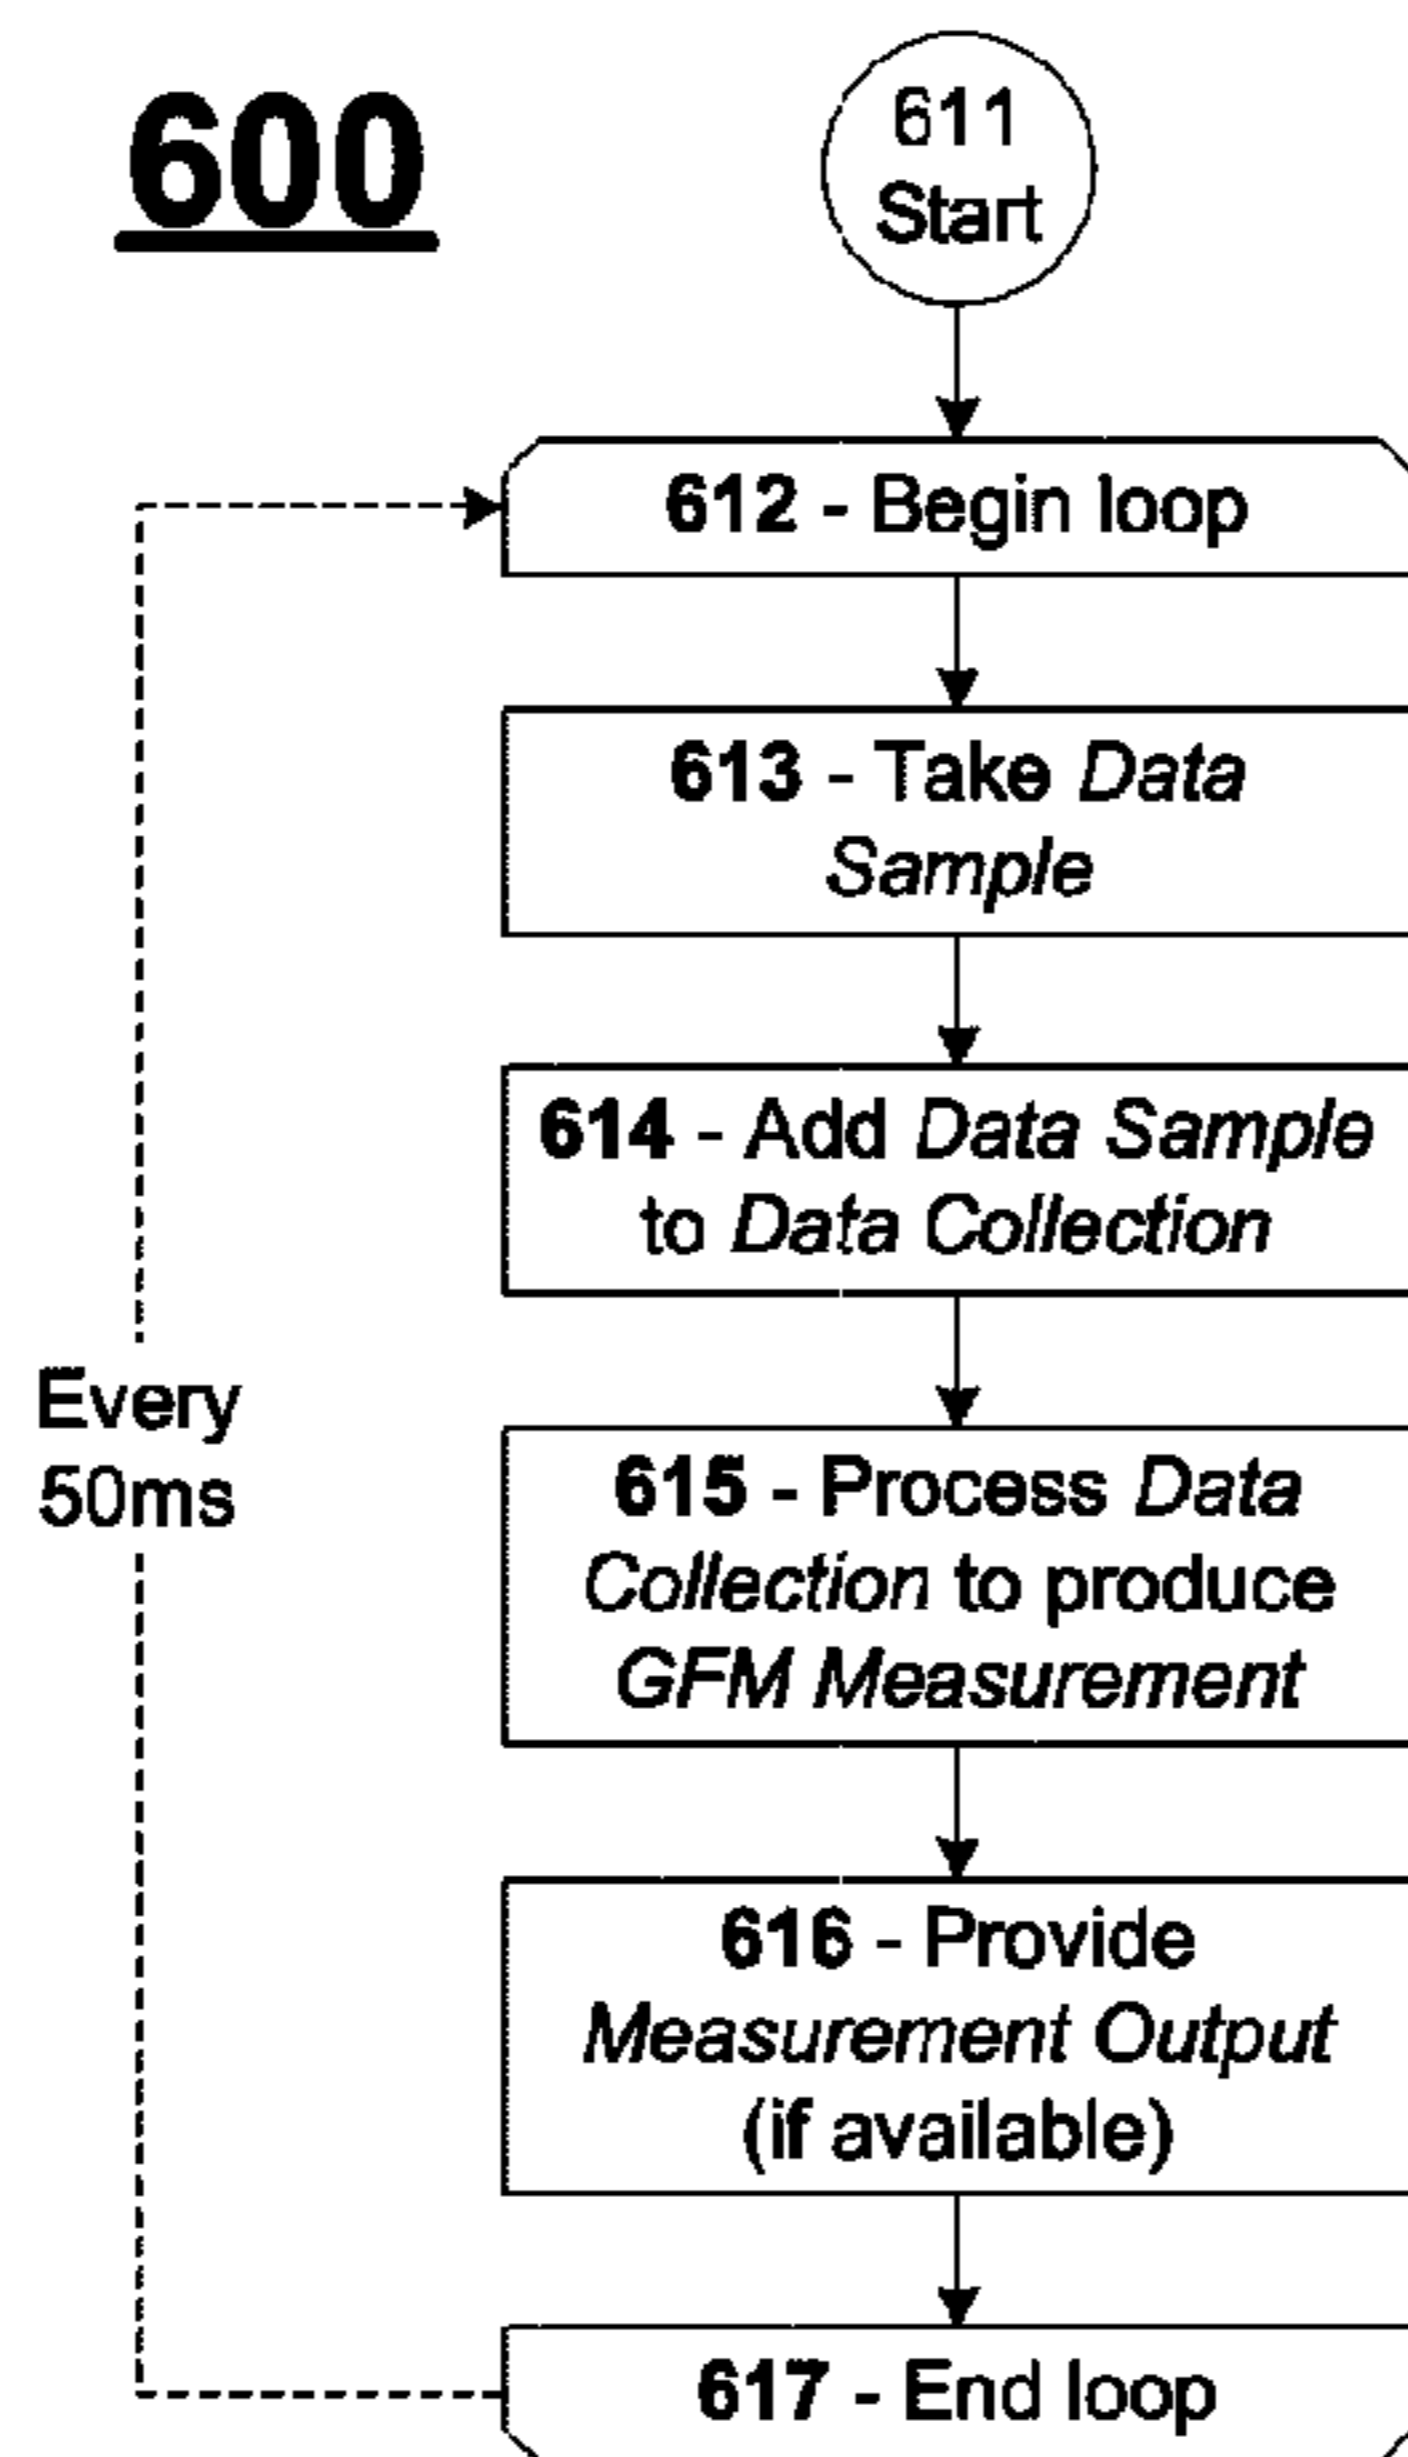 600
611
Start
612 - Begin loop
613 - Take Data
Sample
614 - Add Data Sample
to Data Collection
Every
50ms
615 - Process Data
Collection to produce
GFM Measurement
616 - Provide
Measurement Output
(if available)
617 - End loop